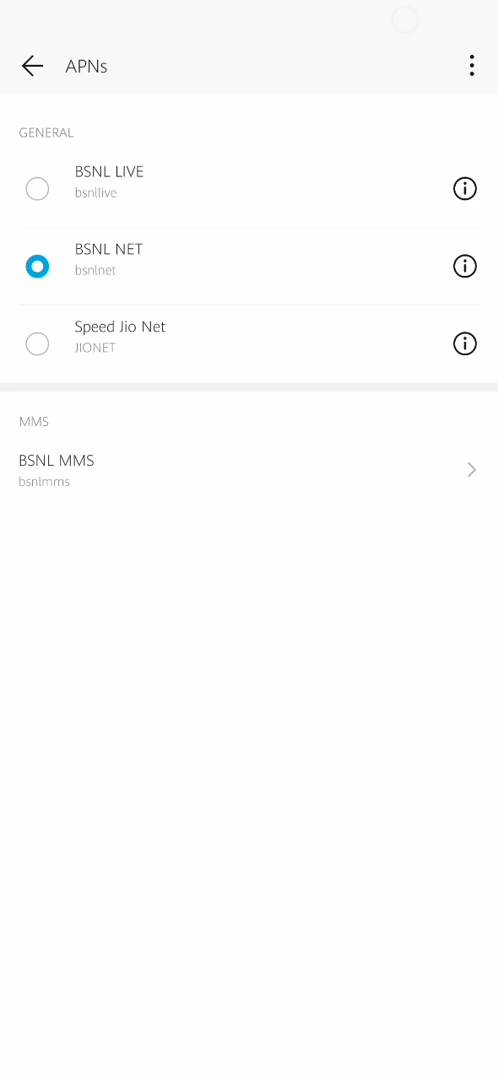 APNs
GENERAL
BSNL LIVE
bsnllive
BSNL NET
bsnlnet
Speed Jio Net
JIONET
MMS
BSNL MMS
bsnlmms